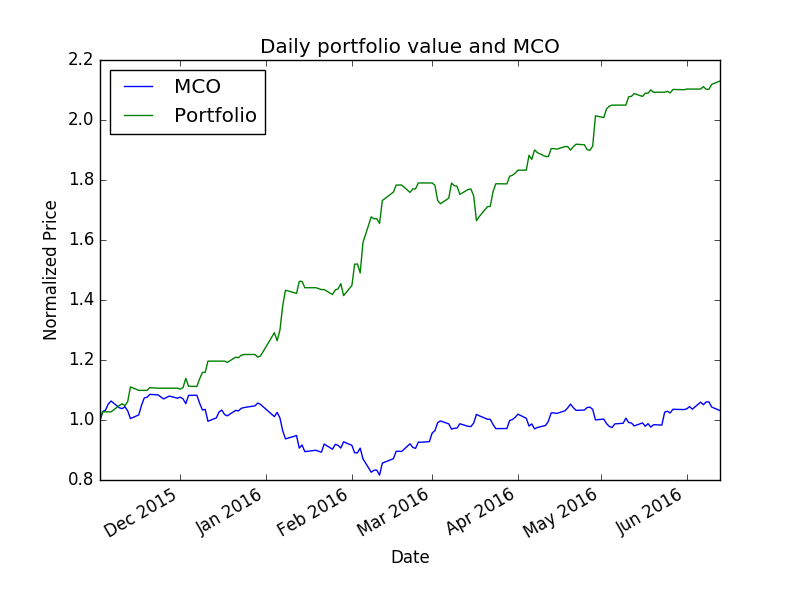 Daily portfolio value and MCO
MCO
Portfolio
Normalized Price
2.2
2.0
1.8
1.6
1.4
1.2
1.0
0.8
Dec 2015
Jan 2016
Feb 2016
Mar 2016
Apr 2016
May 2016
Jun 2016
Date